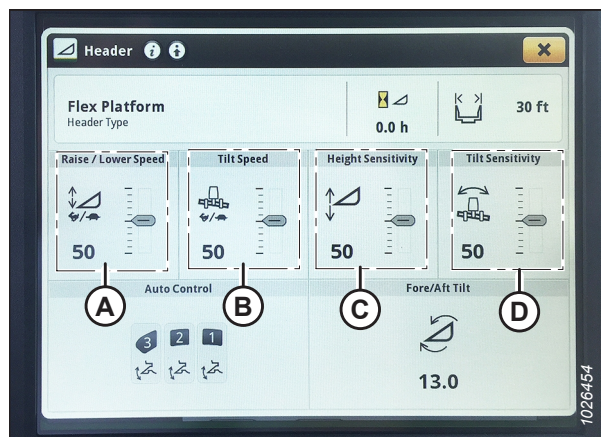 Header
Flex Platform
Header Type
0.0 h
30 ft
Raise / Lower Speed
Tilt Speed
Height Sensitivity
Tilt Sensitivity
50
50
50
50
A
B
C
D
Auto Control
Fore/Aft Tilt
3 2 1
13.0
1026454